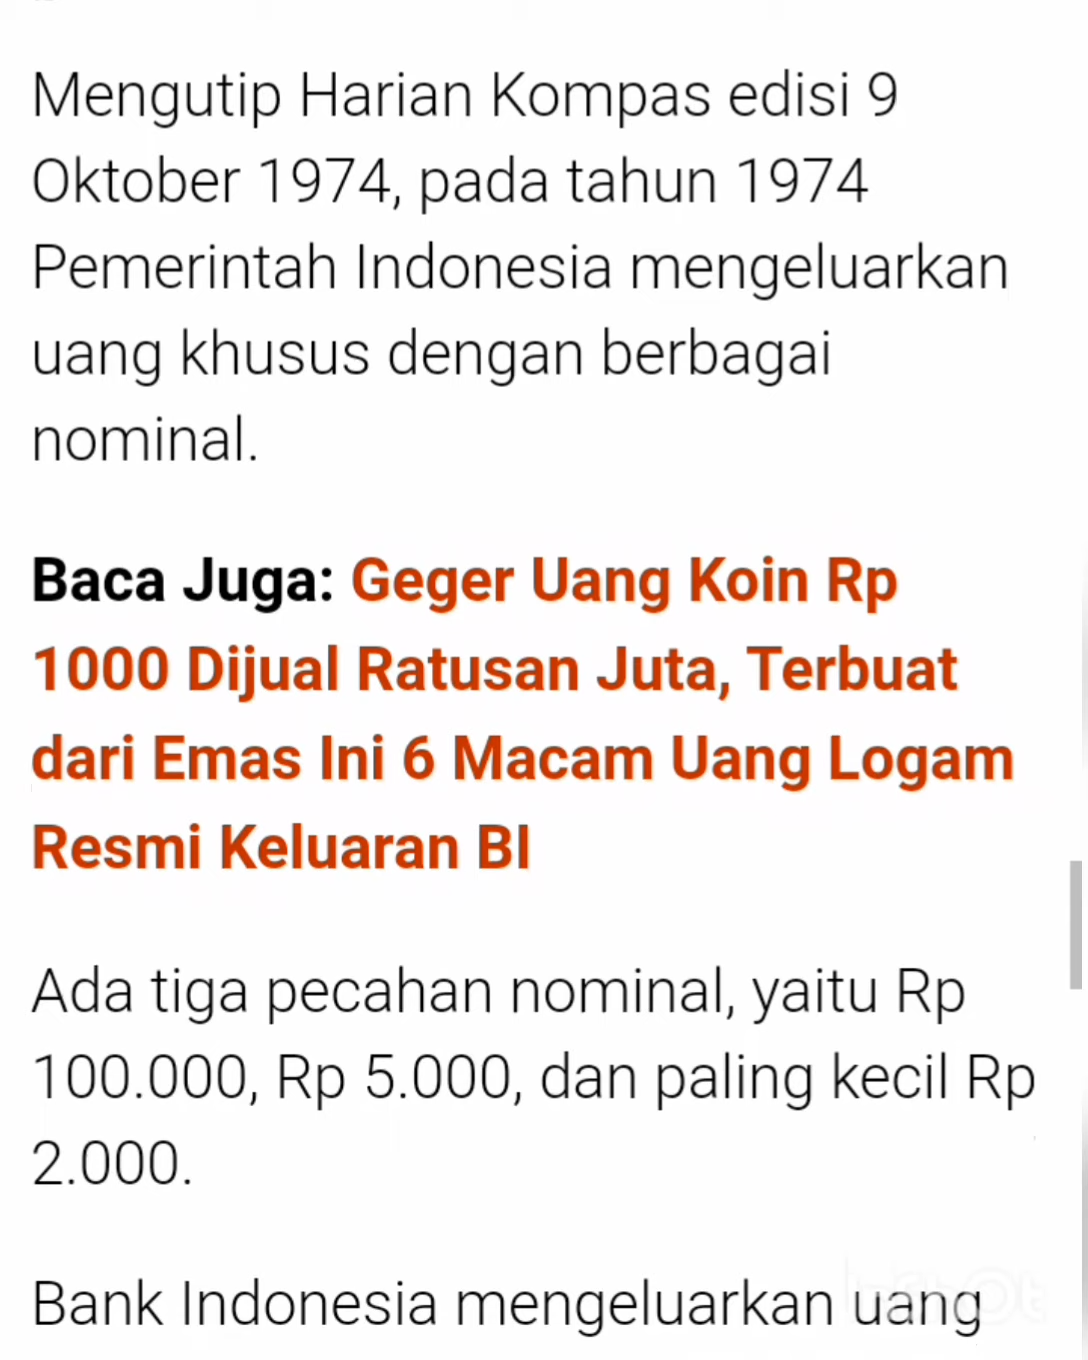 Mengutip Harian Kompas edisi 9
Oktober 1974, pada tahun 1974
Pemerintah Indonesia mengeluarkan
uang khusus dengan berbagai
nominal.
Baca Juga: Geger Uang Koin Rp
1000 Dijual Ratusan Juta, Terbuat
dari Emas Ini 6 Macam Uang Logam
Resmi Keluaran BI
Ada tiga pecahan nominal, yaitu Rp
100.000, Rp 5.000, dan paling kecil Rp
2.000.
Bank Indonesia mengeluarkan uang
InShOt